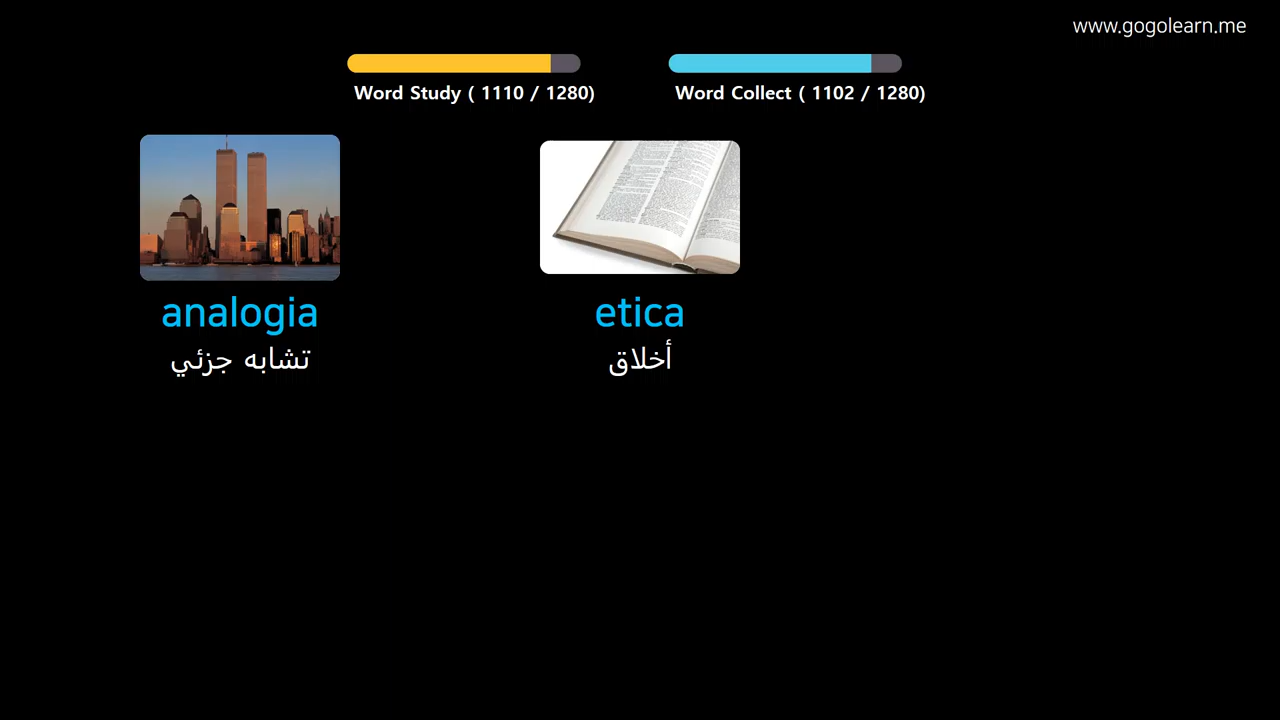 www.gogolearn.me
Word Study ( 1110 / 1280)
Word Collect ( 1102 / 1280)
analogia
تشابه جزئي
etica
أخلاق